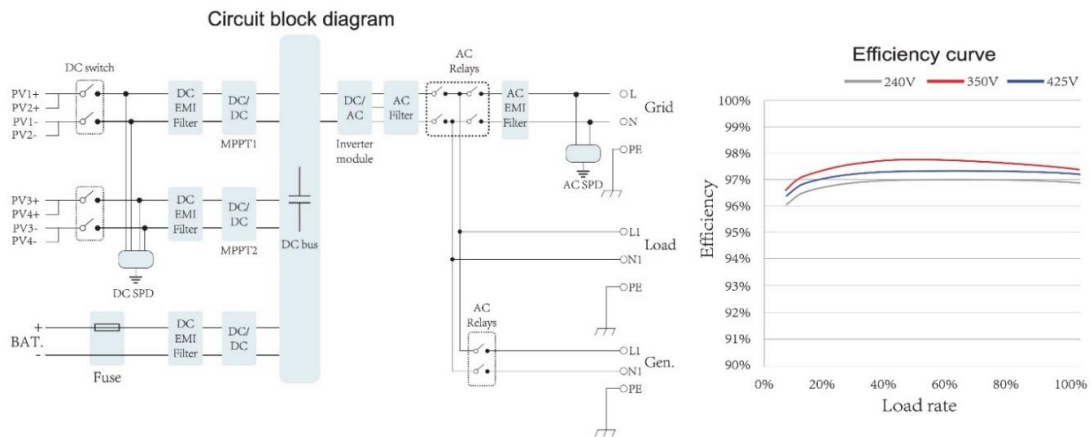 Circuit block diagram
DC switch
PV1+
PV2+
PV1-
PV2-
DC
EMI
Filter
DC/
DC
MPPT1
PV3+
PV4+
PV3-
PV4-
DC
EMI
Filter
DC/
DC
MPPT2
DC SPD
+
BAT.
-
Fuse
DC
EMI
Filter
DC/
DC
DC bus
DC/
AC
Inverter
module
AC
Filter
AC
Relays
AC
EMI
Filter
L
Grid
N
PE
AC SPD
L1
Load
N1
PE
AC
Relays
L1
Gen.
N1
PE
Efficiency curve
240V 350V 425V
100%
99%
98%
97%
96%
95%
94%
93%
92%
91%
90%
Efficiency
0% 20% 40% 60% 80% 100%
Load rate